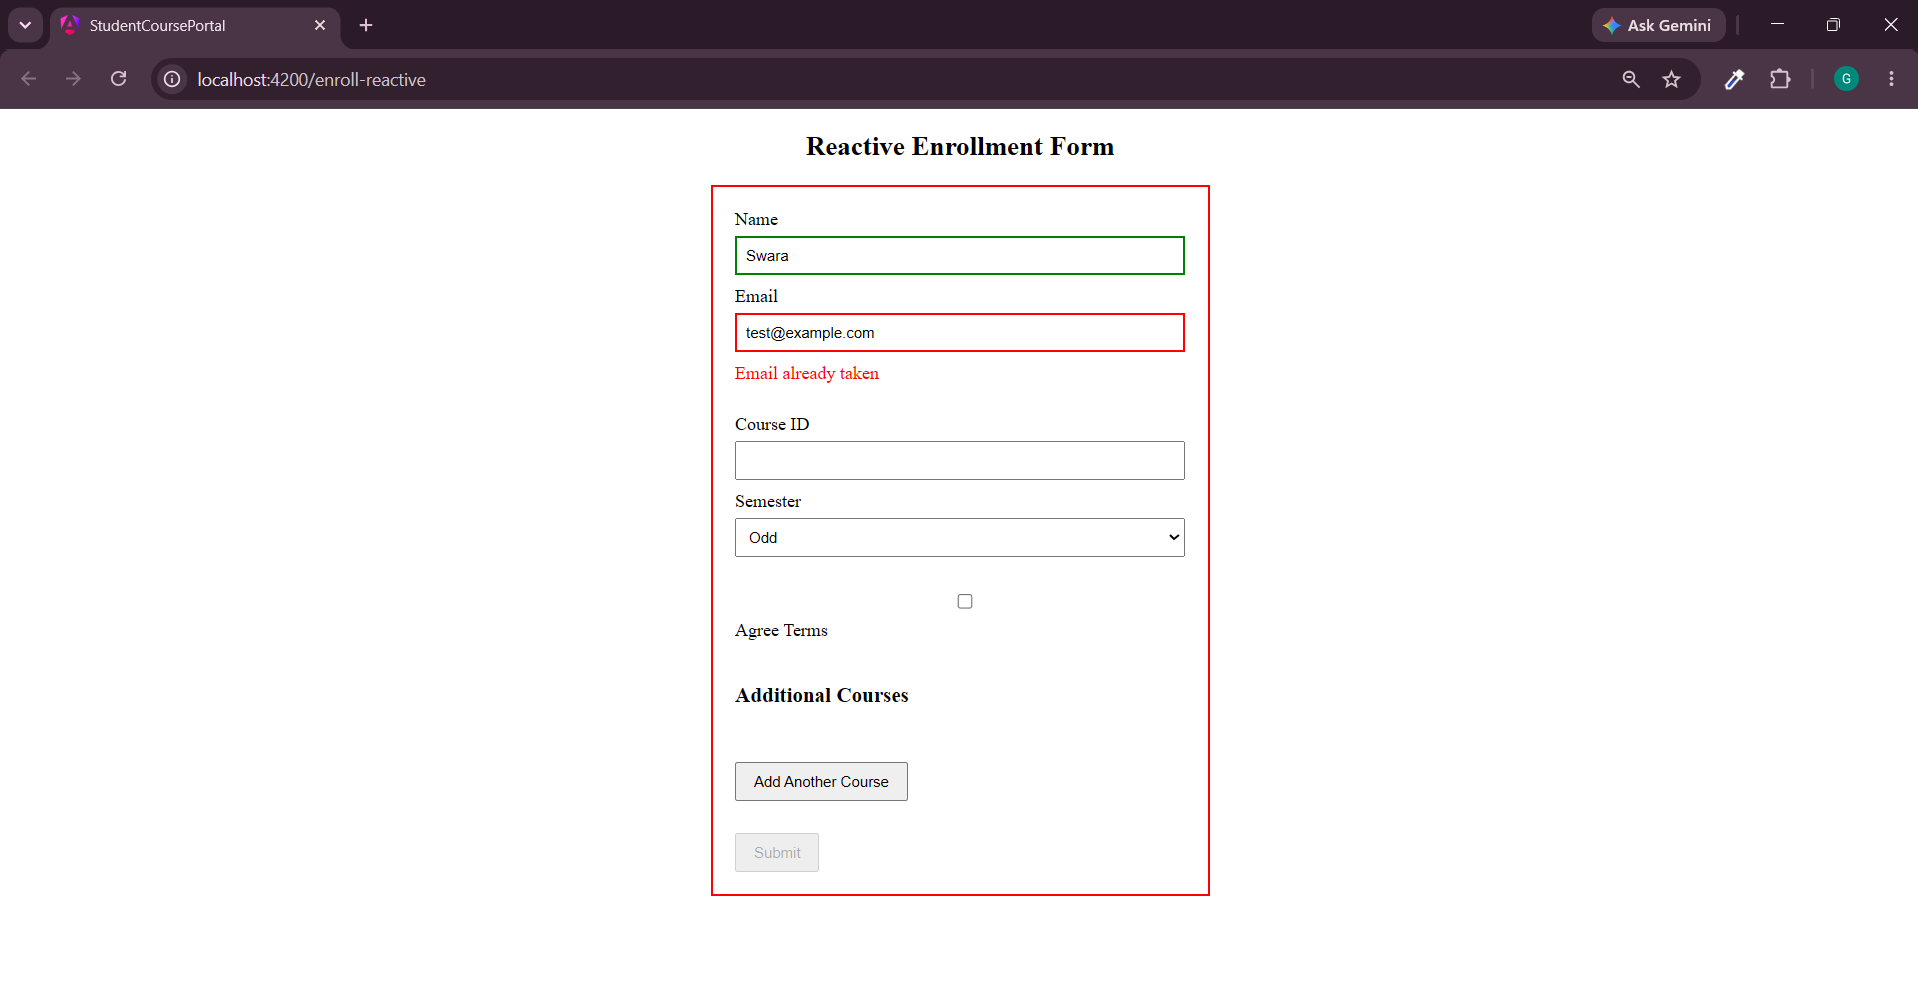 StudentCoursePortal
Ask Gemini
localhost:4200/enroll-reactive
G
Reactive Enrollment Form
Name
Swara
Email
test@example.com
Email already taken
Course ID
Semester
Odd
Agree Terms
Additional Courses
Add Another Course
Submit